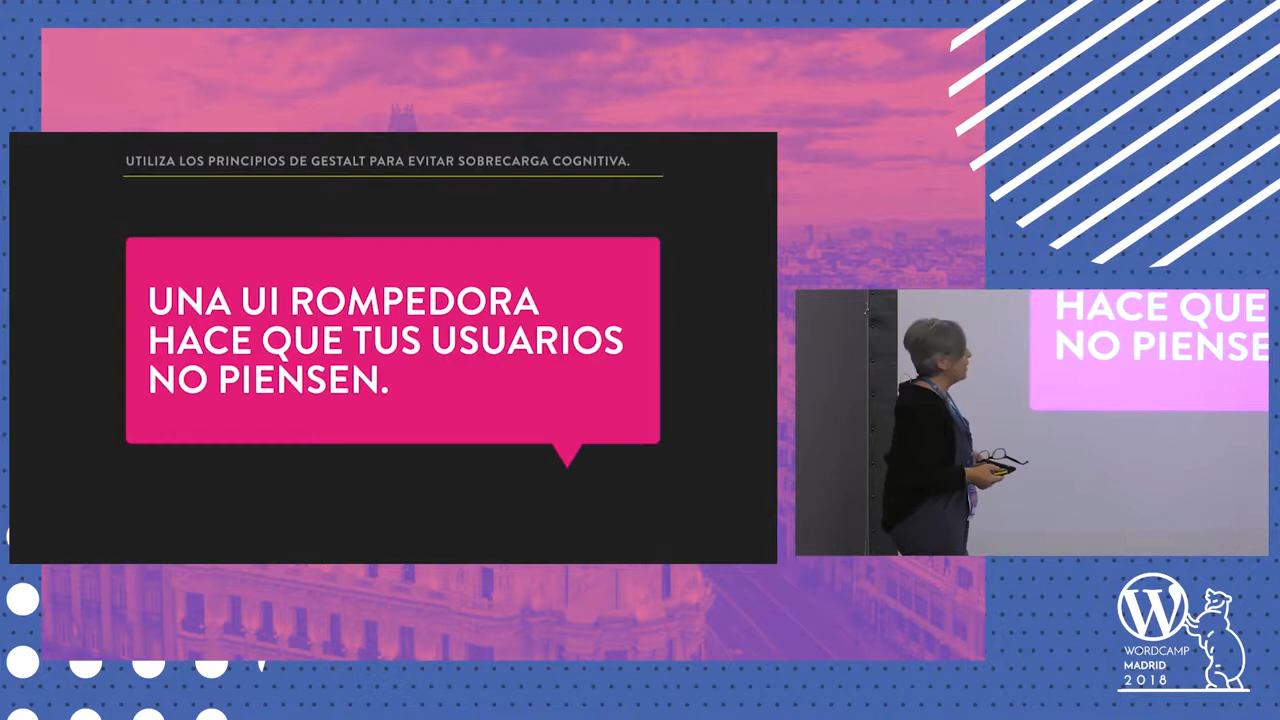 UTILIZA LOS PRINCIPIOS DE GESTALT PARA EVITAR SOBRECARGA COGNITIVA.
UNA UI ROMPEDORA
HACE QUE TUS USUARIOS
NO PIENSEN.
HACE QUE
NO PIENSE
W
WORDCAMP
MADRID
2018